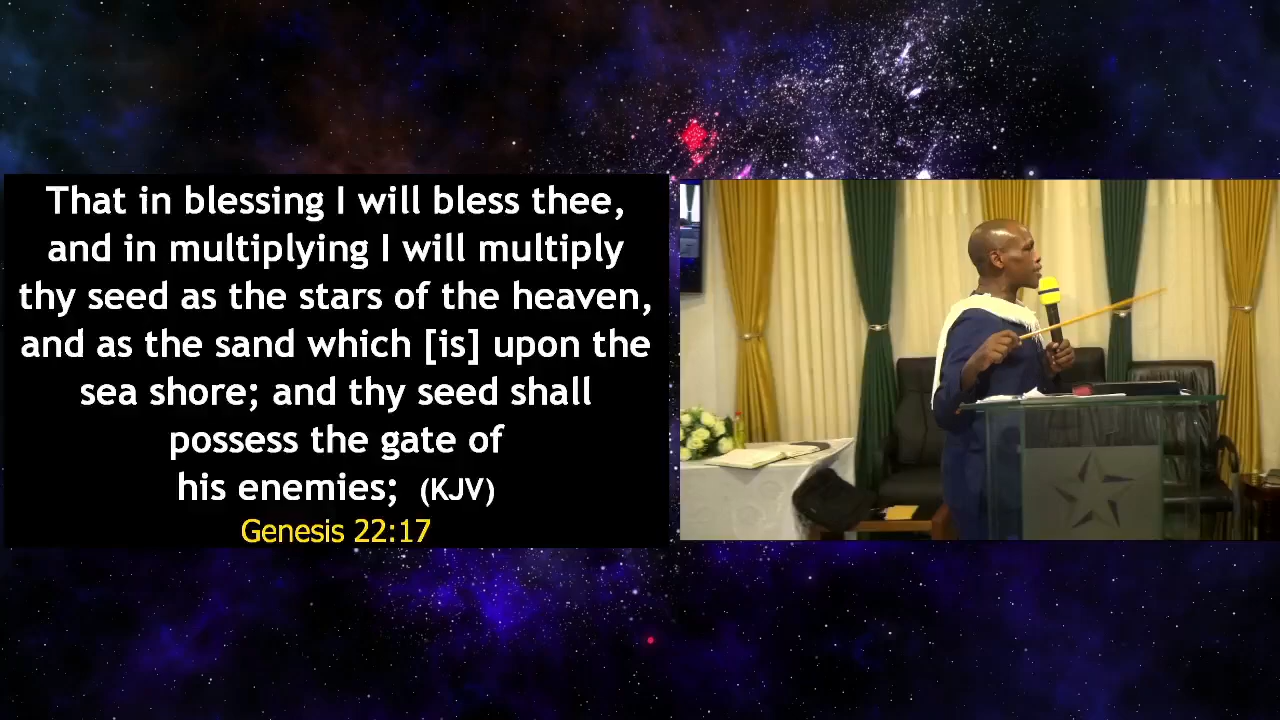 That in blessing I will bless thee,
and in multiplying I will multiply
thy seed as the stars of the heaven,
and as the sand which [is] upon the
sea shore; and thy seed shall
possess the gate of
his enemies; (KJV)
Genesis 22:17